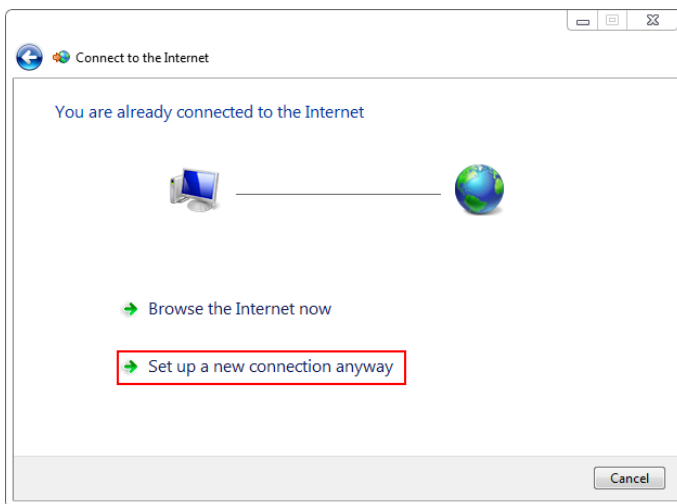 Connect to the Internet
You are already connected to the Internet
Browse the Internet now
Set up a new connection anyway
Cancel